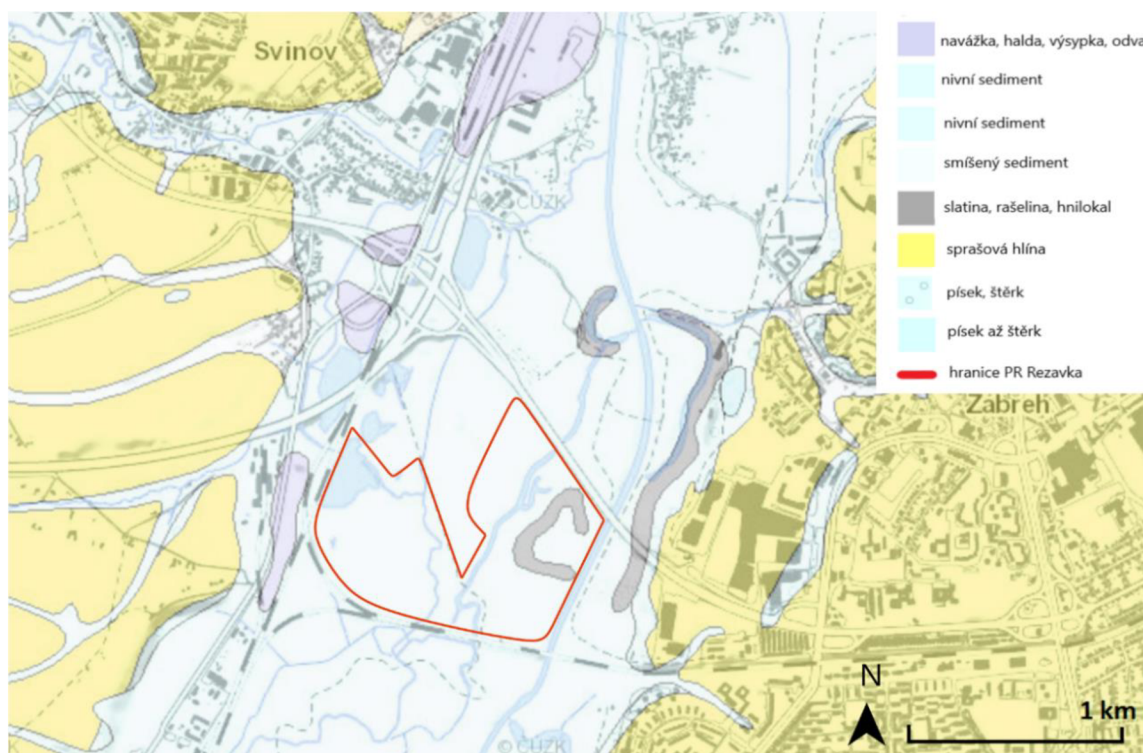 Svinov
navážka, halda, výsypka, odva
nivní sediment
nivní sediment
smíšený sediment
slatina, rašelina, hnilokal
sprašová hlína
písek, štěrk
písek až štěrk
hranice PR Rezavka
ČÚZK
Zábřeh
N
1 km
©ČÚZK